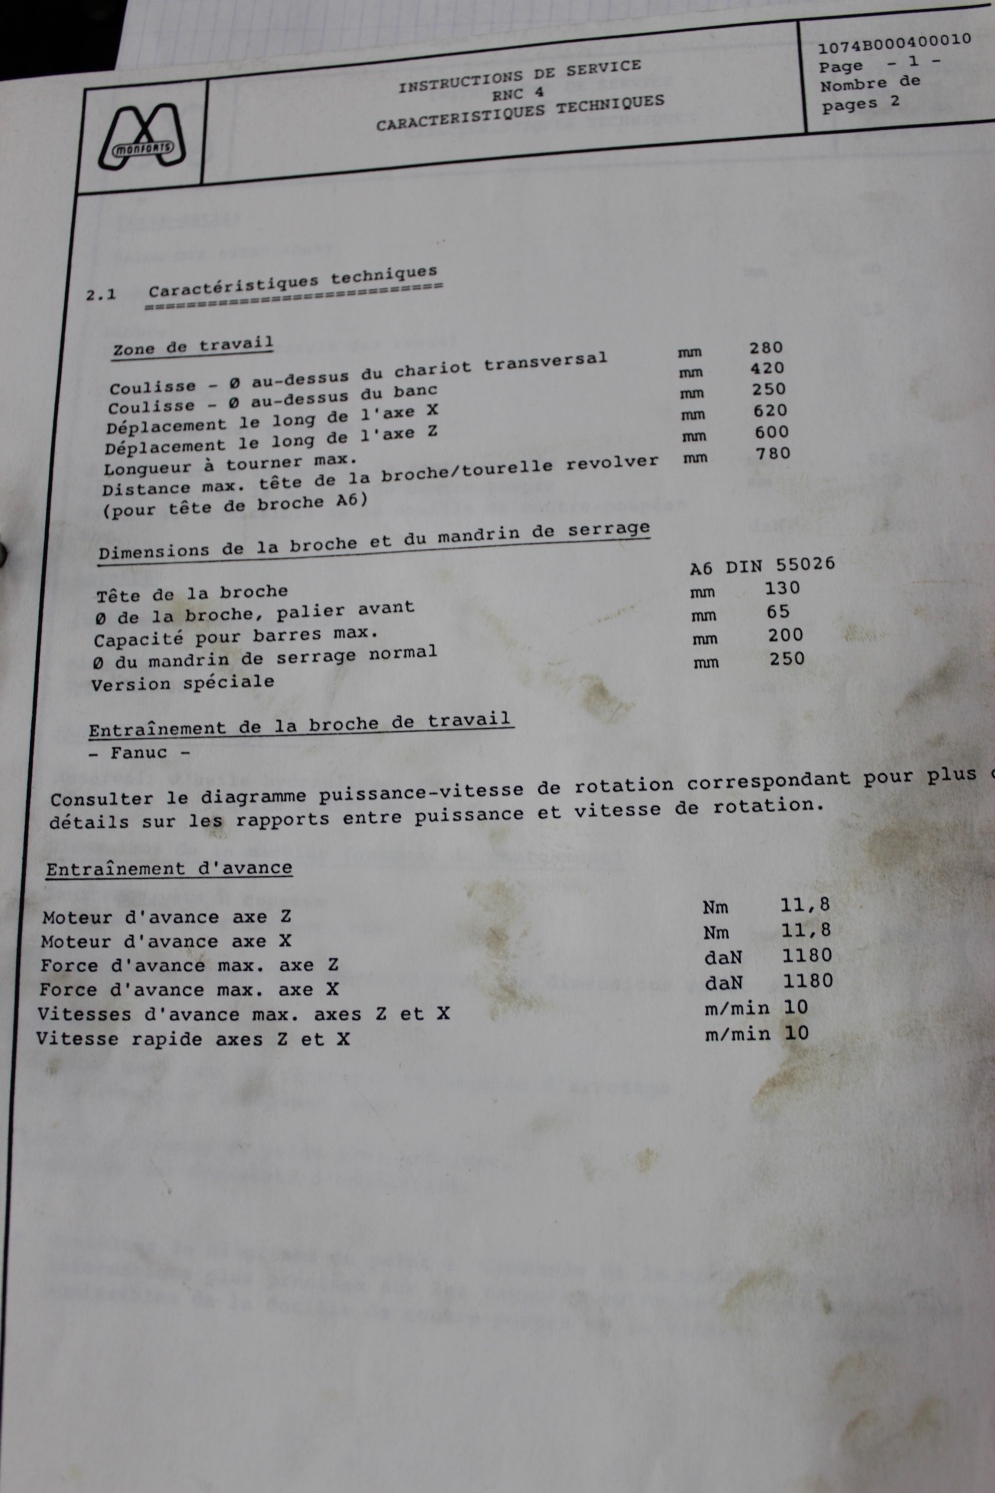 MONFORTS
INSTRUCTIONS DE SERVICE
RNC 4
CARACTERISTIQUES TECHNIQUES
1074B000400010
Page - 1 -
Nombre de
pages 2
2.1 Caractéristiques techniques
===========================
Zone de travail
Coulisse - Ø au-dessus du chariot transversal mm 280
Coulisse - Ø au-dessus du banc mm 420
Déplacement le long de l'axe X mm 250
Déplacement le long de l'axe Z mm 620
Longueur à tourner max. mm 600
Distance max. tête de la broche/tourelle revolver mm 780
(pour tête de broche A6)
Dimensions de la broche et du mandrin de serrage
Tête de la broche A6 DIN 55026
Ø de la broche, palier avant mm 130
Capacité pour barres max. mm 65
Ø du mandrin de serrage normal mm 200
Version spéciale mm 250
Entraînement de la broche de travail
- Fanuc -
Consulter le diagramme puissance-vitesse de rotation correspondant pour plus
détails sur les rapports entre puissance et vitesse de rotation.
Entraînement d'avance
Moteur d'avance axe Z Nm 11,8
Moteur d'avance axe X Nm 11,8
Force d'avance max. axe Z daN 1180
Force d'avance max. axe X daN 1180
Vitesses d'avance max. axes Z et X m/min 10
Vitesse rapide axes Z et X m/min 10